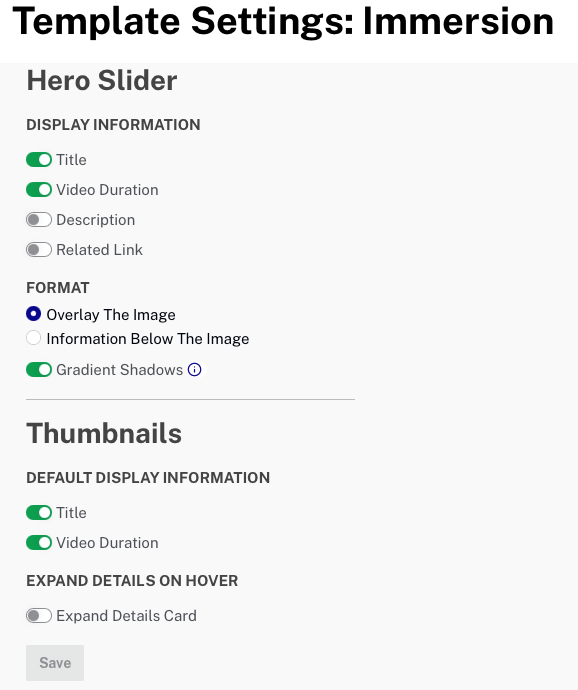 Template Settings: Immersion
Hero Slider
DISPLAY INFORMATION
Title
Video Duration
Description
Related Link
FORMAT
Overlay The Image
Information Below The Image
Gradient Shadows
Thumbnails
DEFAULT DISPLAY INFORMATION
Title
Video Duration
EXPAND DETAILS ON HOVER
Expand Details Card
Save